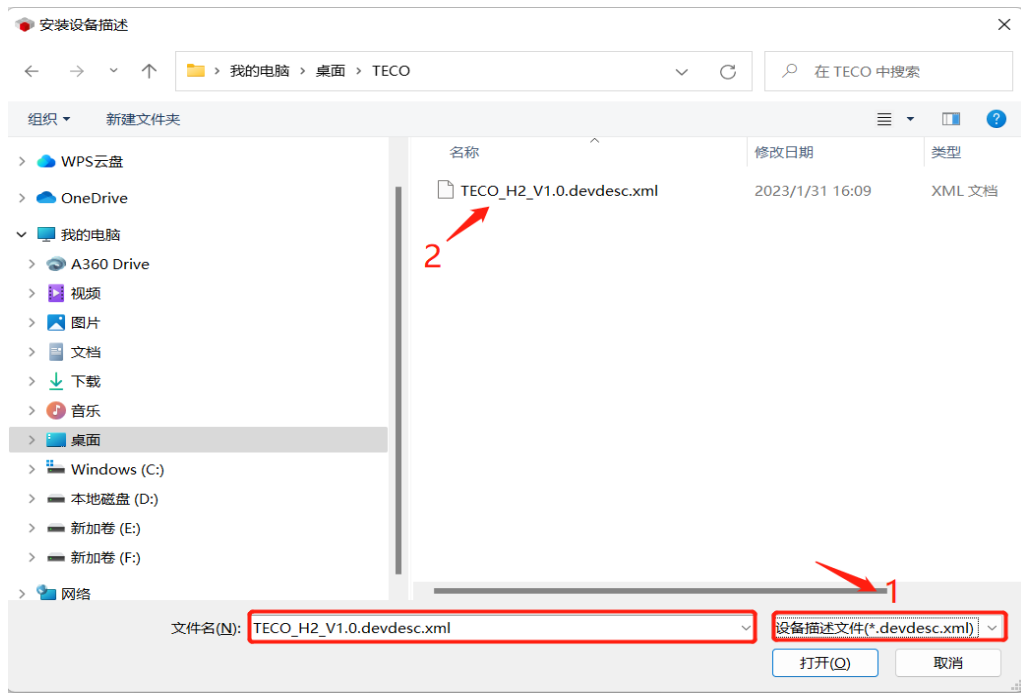 安装设备描述
我的电脑 > 桌面 > TECO
在 TECO 中搜索
组织
新建文件夹
WPS云盘
OneDrive
我的电脑
A360 Drive
视频
图片
文档
下载
音乐
桌面
Windows (C:)
本地磁盘 (D:)
新加卷 (E:)
新加卷 (F:)
网络
名称 修改日期 类型
TECO_H2_V1.0.devdesc.xml 2023/1/31 16:09 XML 文档
2
1
文件名(N): TECO_H2_V1.0.devdesc.xml 设备描述文件(*.devdesc.xml)
打开(O) 取消